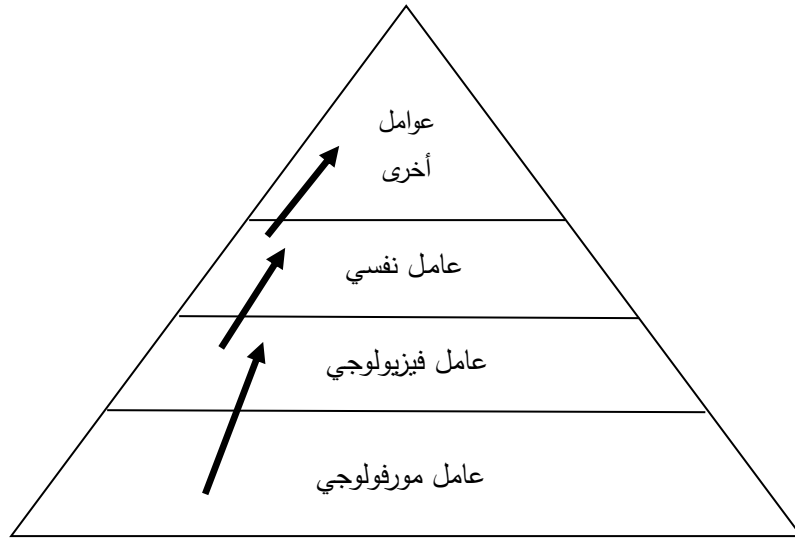 عوامل
أخرى
عامل نفسي
عامل فيزيولوجي
عامل مورفولوجي